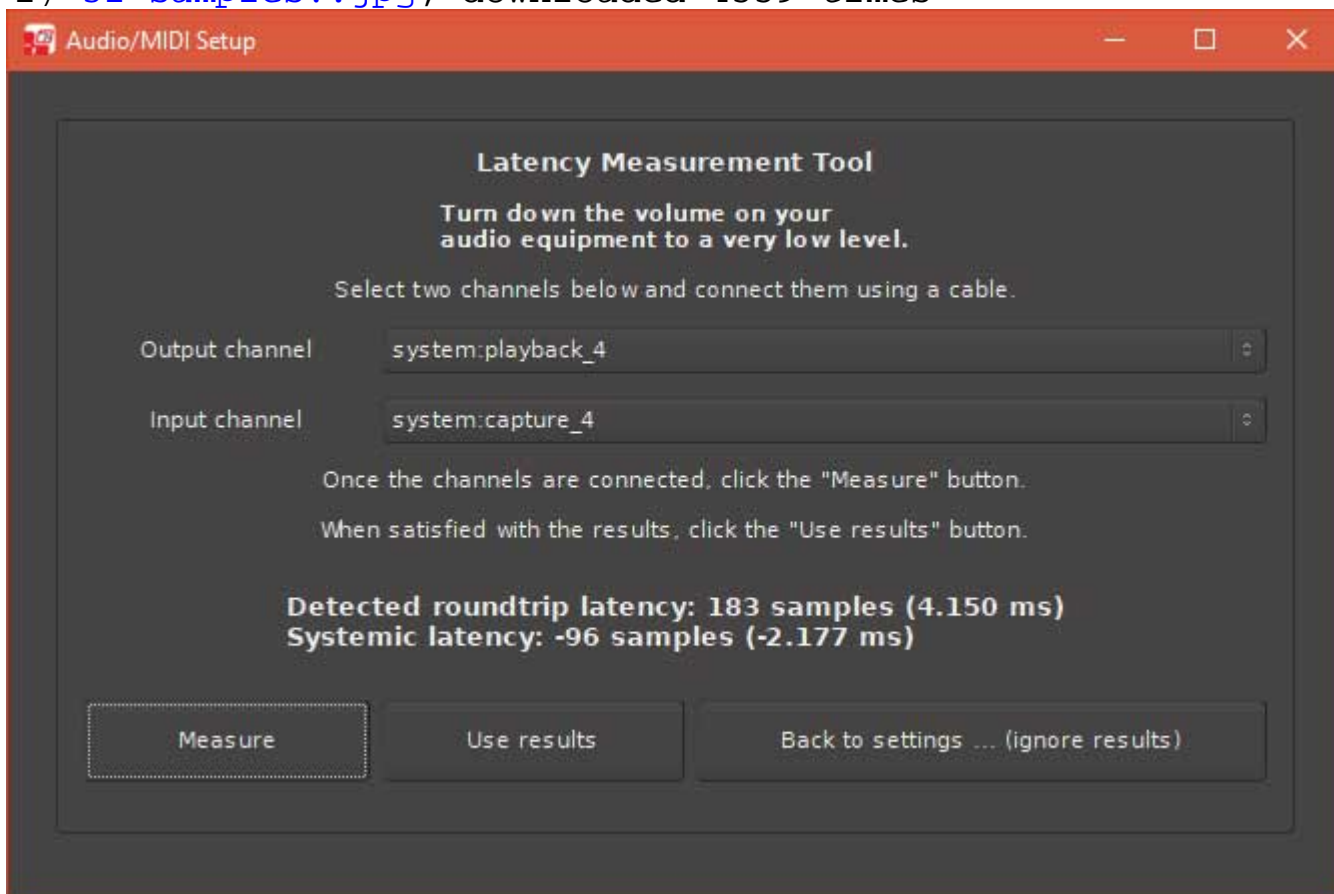 Audio/MIDI Setup
Latency Measurement Tool
Turn down the volume on your
audio equipment to a very low level.
Select two channels below and connect them using a cable.
Output channel system:playback_4
Input channel system:capture_4
Once the channels are connected, click the "Measure" button.
When satisfied with the results, click the "Use results" button.
Detected roundtrip latency: 183 samples (4.150 ms)
Systemic latency: -96 samples (-2.177 ms)
Measure Use results Back to settings ... (ignore results)